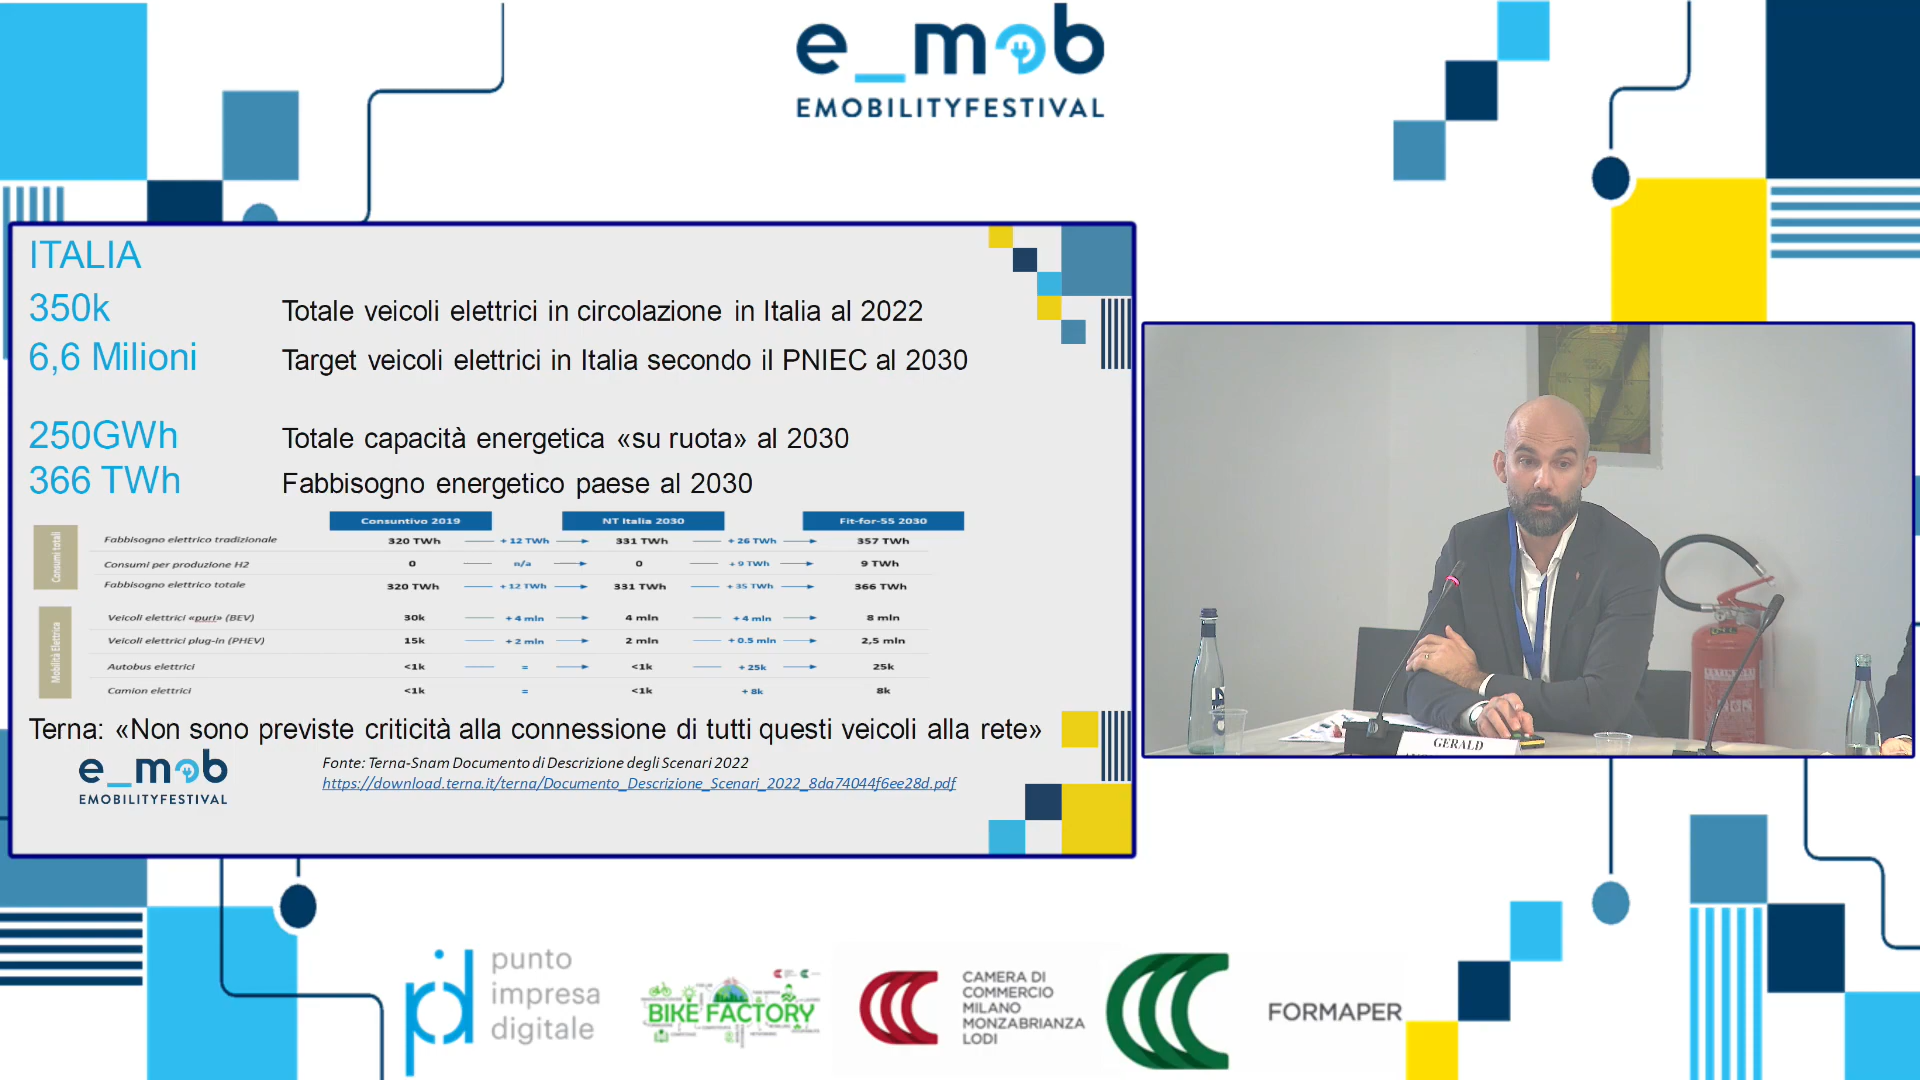 e_mob
EMOBILITYFESTIVAL
ITALIA
350k Totale veicoli elettrici in circolazione in Italia al 2022
6,6 Milioni Target veicoli elettrici in Italia secondo il PNIEC al 2030
250GWh Totale capacità energetica «su ruota» al 2030
366 TWh Fabbisogno energetico paese al 2030
Consuntivo 2019 NT Italia 2030 Fit-for-55 2030
Consumi totali
Fabbisogno elettrico tradizionale 320 TWh + 12 TWh 331 TWh + 26 TWh 357 TWh
Consumi per produzione H2 0 n/a 0 + 9 TWh 9 TWh
Fabbisogno elettrico totale 320 TWh + 12 TWh 331 TWh + 35 TWh 366 TWh
Mobilità Elettrica
Veicoli elettrici «puri» (BEV) 30k + 4 mln 4 mln + 4 mln 8 mln
Veicoli elettrici plug-in (PHEV) 15k + 2 mln 2 mln + 0.5 mln 2,5 mln
Autobus elettrici <1k = <1k + 25k 25k
Camion elettrici <1k = <1k + 8k 8k
Terna: «Non sono previste criticità alla connessione di tutti questi veicoli alla rete»
e_mob
EMOBILITYFESTIVAL
Fonte: Terna-Snam Documento di Descrizione degli Scenari 2022
https://download.terna.it/terna/Documento_Descrizione_Scenari_2022_8da74044f6ee28d.pdf
GERALD
punto
impresa
digitale
BIKE FACTORY
CAMERA DI
COMMERCIO
MILANO
MONZABRIANZA
LODI
FORMAPER